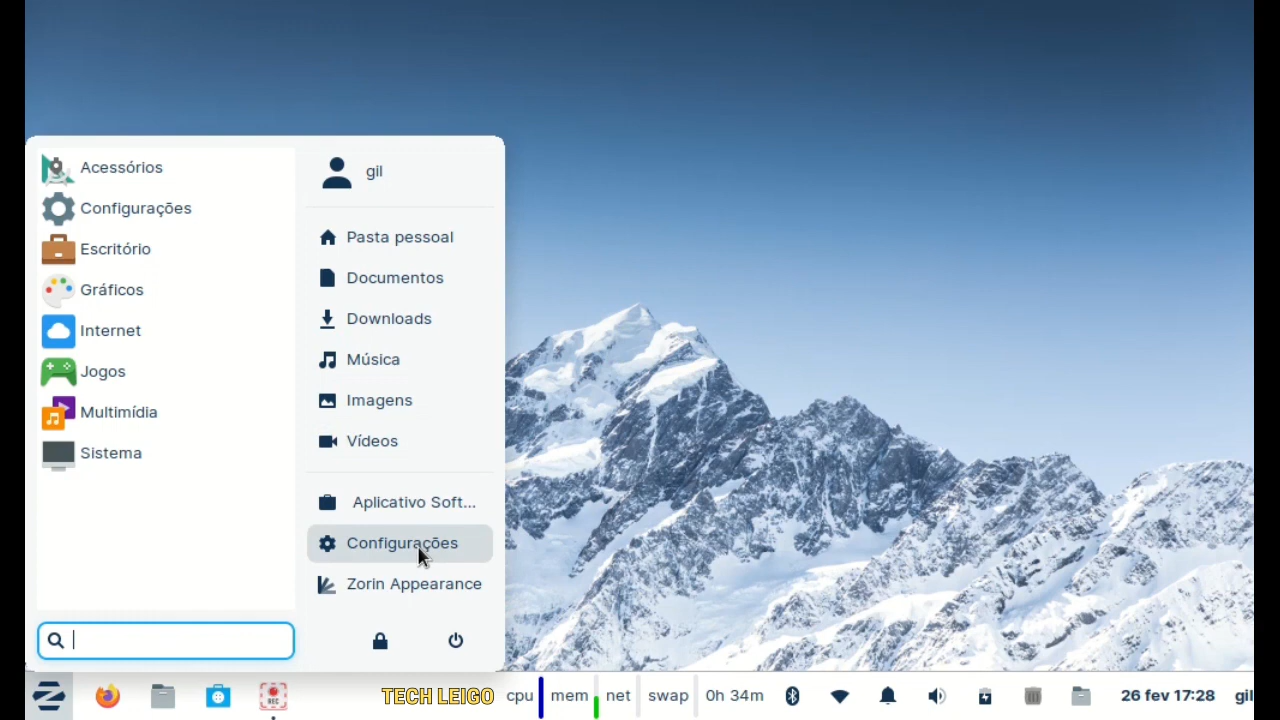 Acessórios
Configurações
Escritório
Gráficos
Internet
Jogos
Multimídia
Sistema
gil
Pasta pessoal
Documentos
Downloads
Música
Imagens
Vídeos
Aplicativo Soft...
Configurações
Zorin Appearance
REC
TECH LEIGO cpu mem net swap 0h 34m 26 fev 17:28 gil